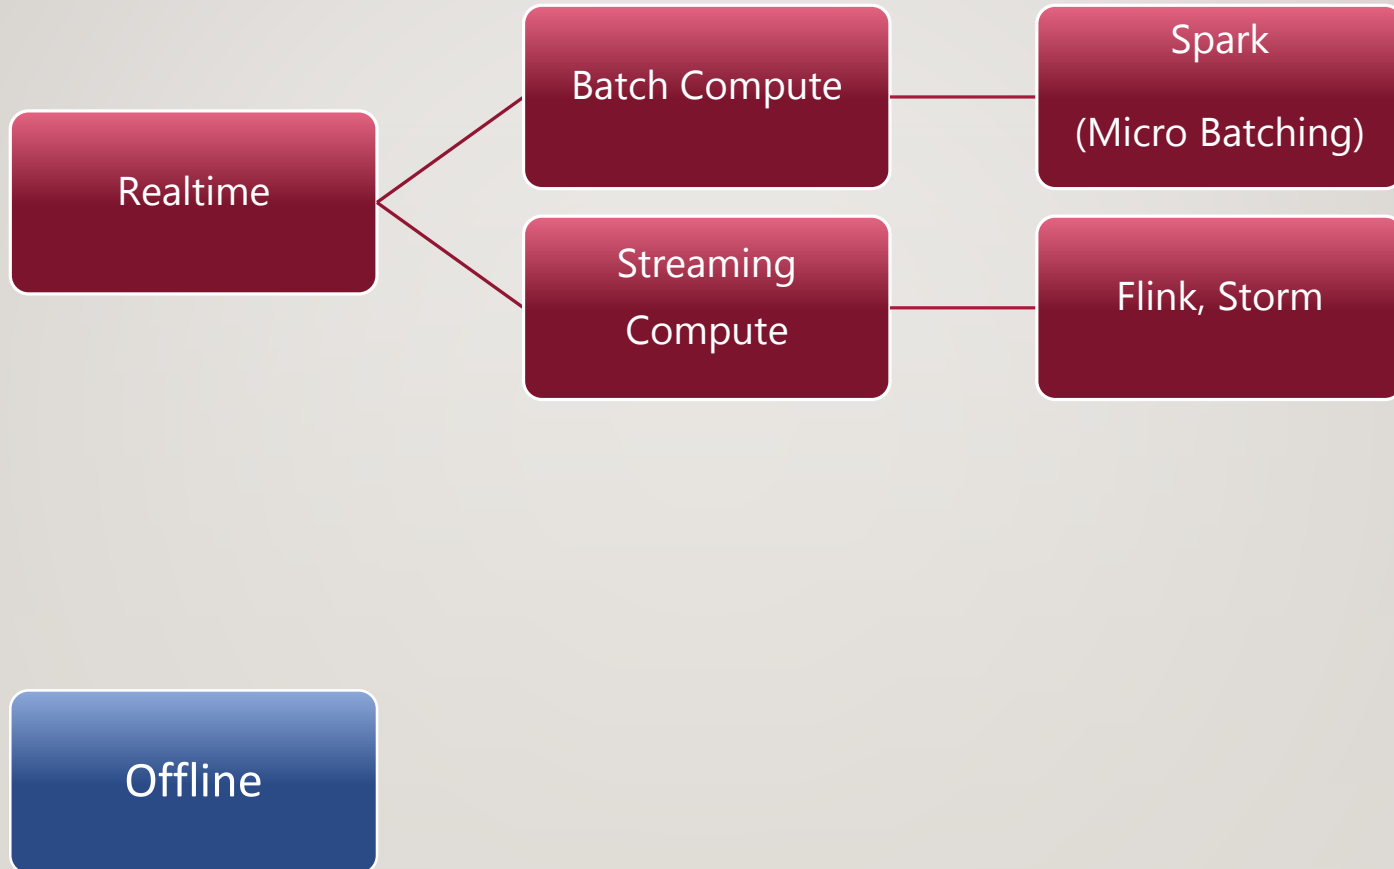 Realtime
Batch Compute
Spark
(Micro Batching)
Streaming
Compute
Flink, Storm
Offline